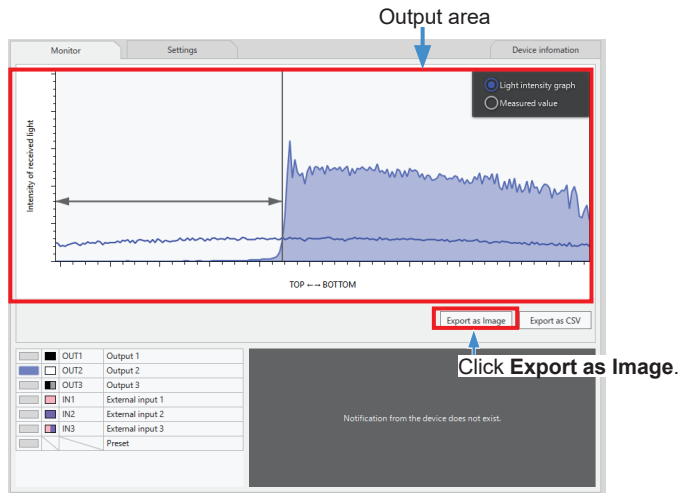 Output area
Monitor
Settings
Device infomation
Light intensity graph
Measured value
Intensity of received light
TOP ←→ BOTTOM
Export as Image
Export as CSV
Click Export as Image.
OUT1 Output 1
OUT2 Output 2
OUT3 Output 3
IN1 External input 1
IN2 External input 2
IN3 External input 3
Preset
Notification from the device does not exist.